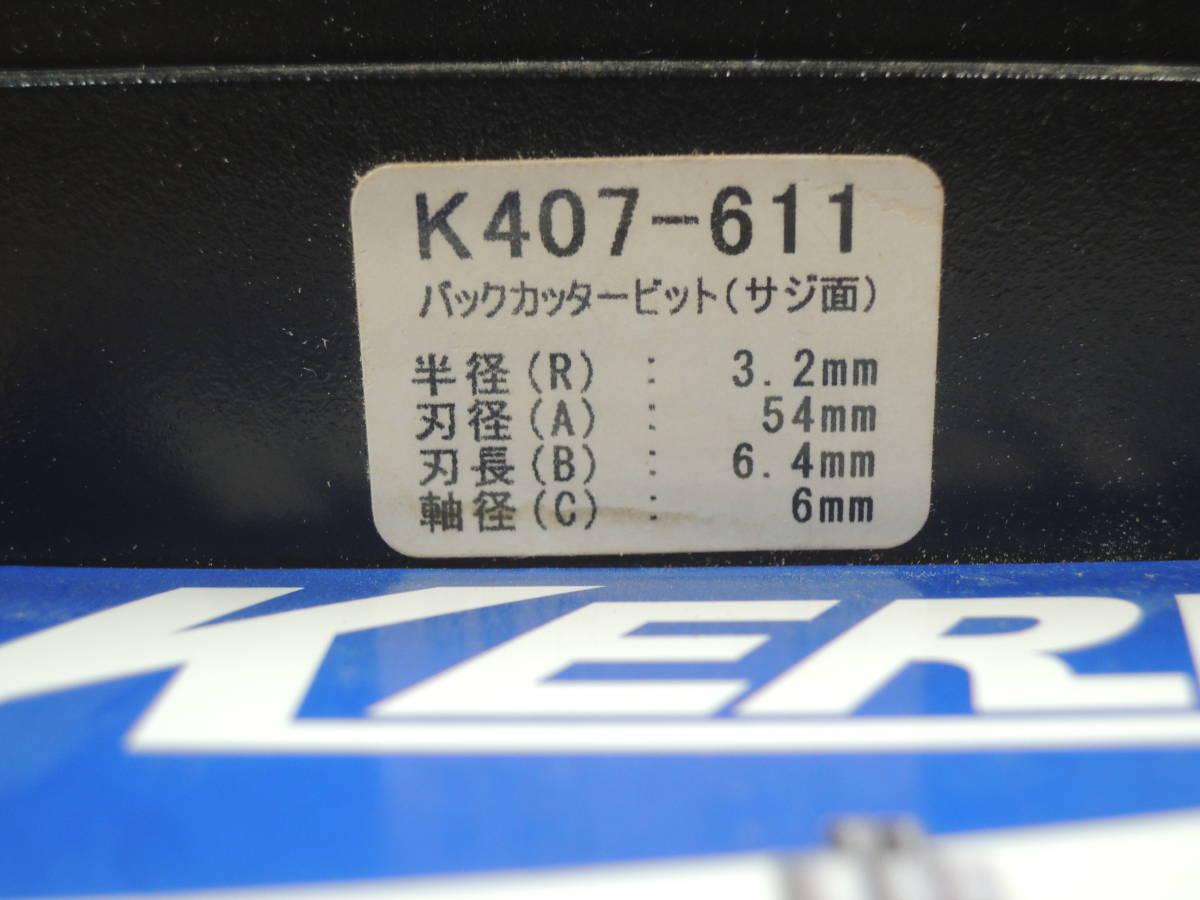 K407-611
バックカッタービット(サジ面)
半径(R) : 3.2mm
刃径(A) : 54mm
刃長(B) : 6.4mm
軸径(C) : 6mm